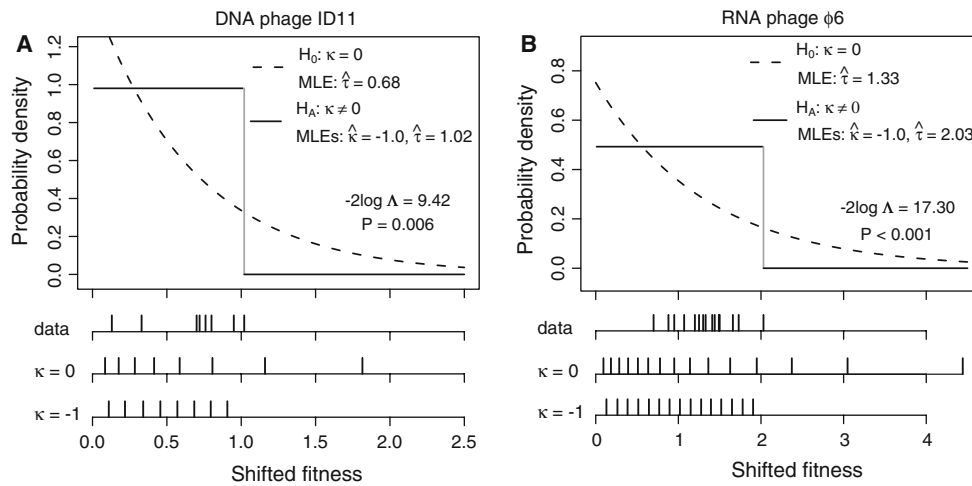 DNA phage ID11
A
Probability density
1.2
1.0
0.8
0.6
0.4
0.2
0.0
H0: κ = 0
MLE: τ̂ = 0.68
HA: κ ≠ 0
MLEs: κ̂ = -1.0, τ̂ = 1.02
-2log Λ = 9.42
P = 0.006
data
κ = 0
κ = -1
0.0 0.5 1.0 1.5 2.0 2.5
Shifted fitness
RNA phage ϕ6
B
Probability density
0.8
0.6
0.4
0.2
0.0
H0: κ = 0
MLE: τ̂ = 1.33
HA: κ ≠ 0
MLEs: κ̂ = -1.0, τ̂ = 2.03
-2log Λ = 17.30
P < 0.001
data
κ = 0
κ = -1
0 1 2 3 4
Shifted fitness